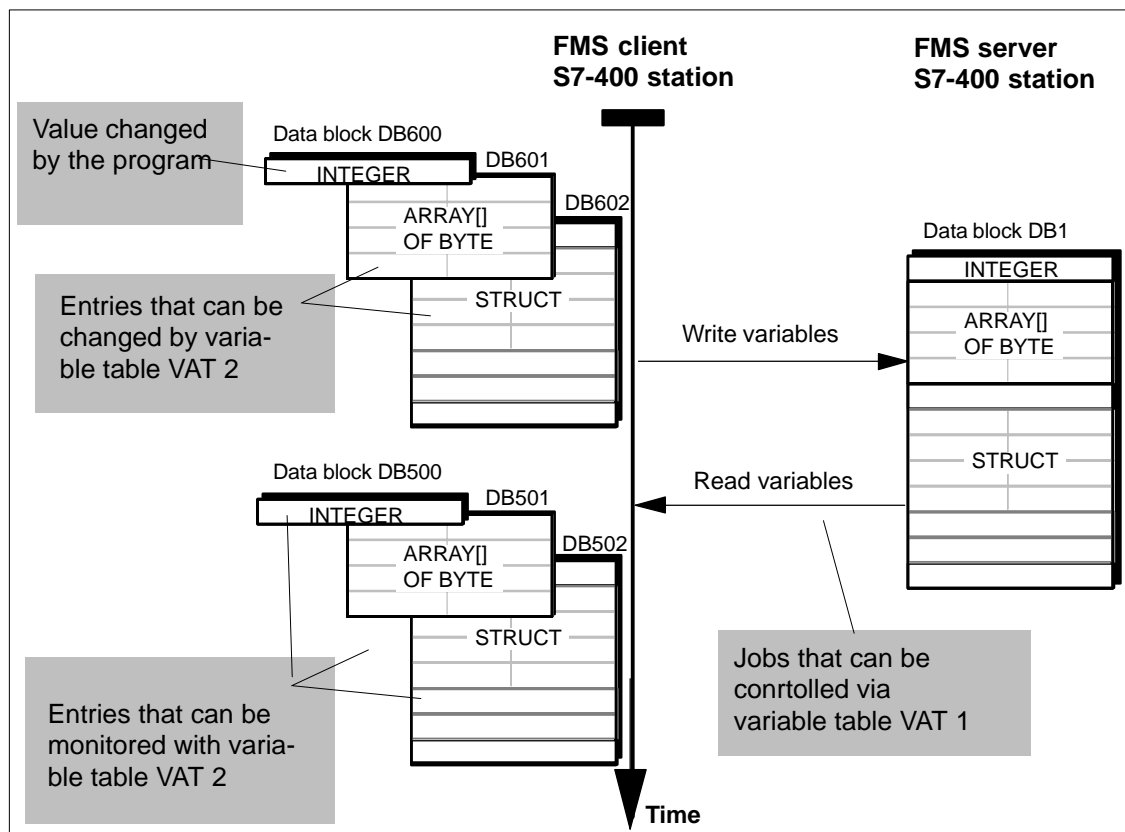 FMS client
S7-400 station
FMS server
S7-400 station
Value changed
by the program
Data block DB600
INTEGER
DB601
ARRAY[]
OF BYTE
DB602
STRUCT
Entries that can be
changed by varia-
ble table VAT 2
Write variables
Data block DB1
INTEGER
ARRAY[]
OF BYTE
STRUCT
Data block DB500
INTEGER
DB501
ARRAY[]
OF BYTE
DB502
STRUCT
Read variables
Entries that can be
monitored with varia-
ble table VAT 2
Jobs that can be
conrtolled via
variable table VAT 1
Time